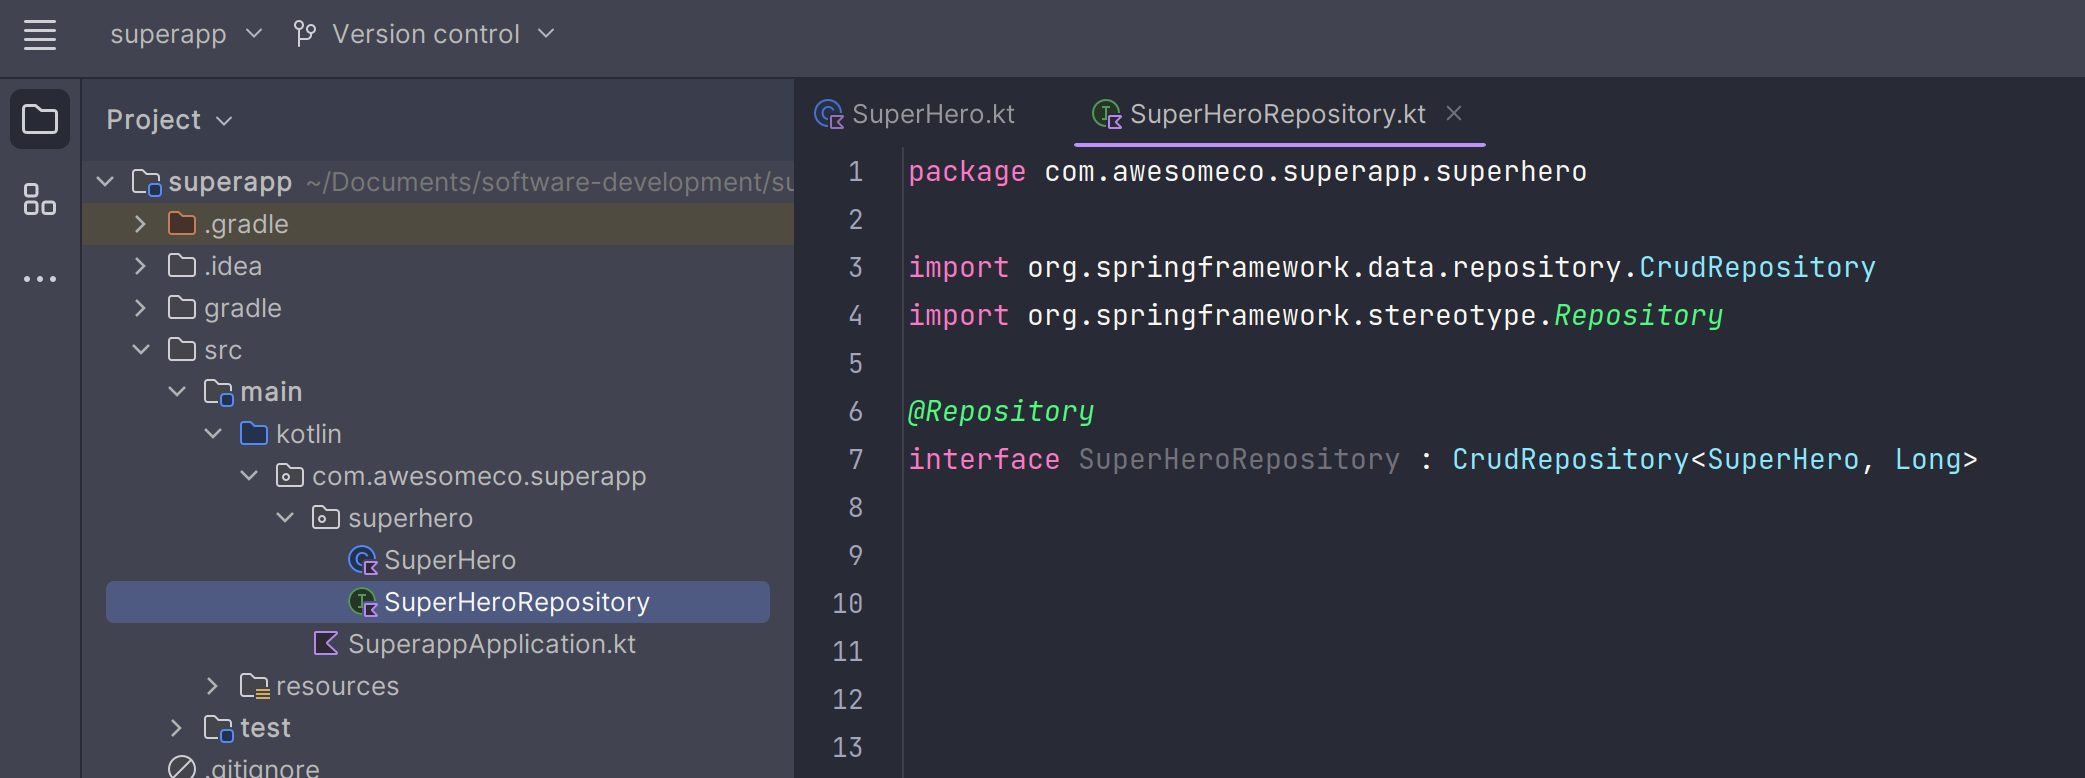 superapp
Version control
Project
superapp ~/Documents/software-development/su
.gradle
.idea
gradle
src
main
kotlin
com.awesomeco.superapp
superhero
SuperHero
SuperHeroRepository
SuperappApplication.kt
resources
test
.gitignore
SuperHero.kt
SuperHeroRepository.kt
1 package com.awesomeco.superapp.superhero
2
3 import org.springframework.data.repository.CrudRepository
4 import org.springframework.stereotype.Repository
5
6 @Repository
7 interface SuperHeroRepository : CrudRepository<SuperHero, Long>
8
9
10
11
12
13